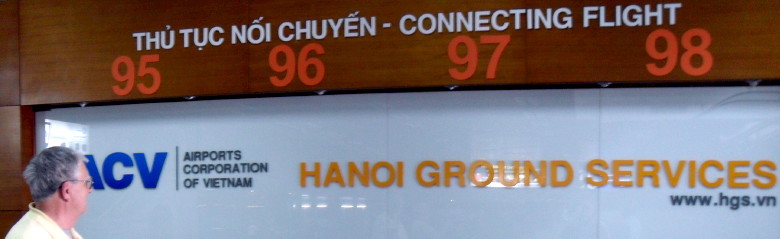 THỦ TỤC NỐI CHUYẾN - CONNECTING FLIGHT
95 96 97 98
ACV AIRPORTS
CORPORATION
OF VIETNAM
HANOI GROUND SERVICES
www.hgs.vn